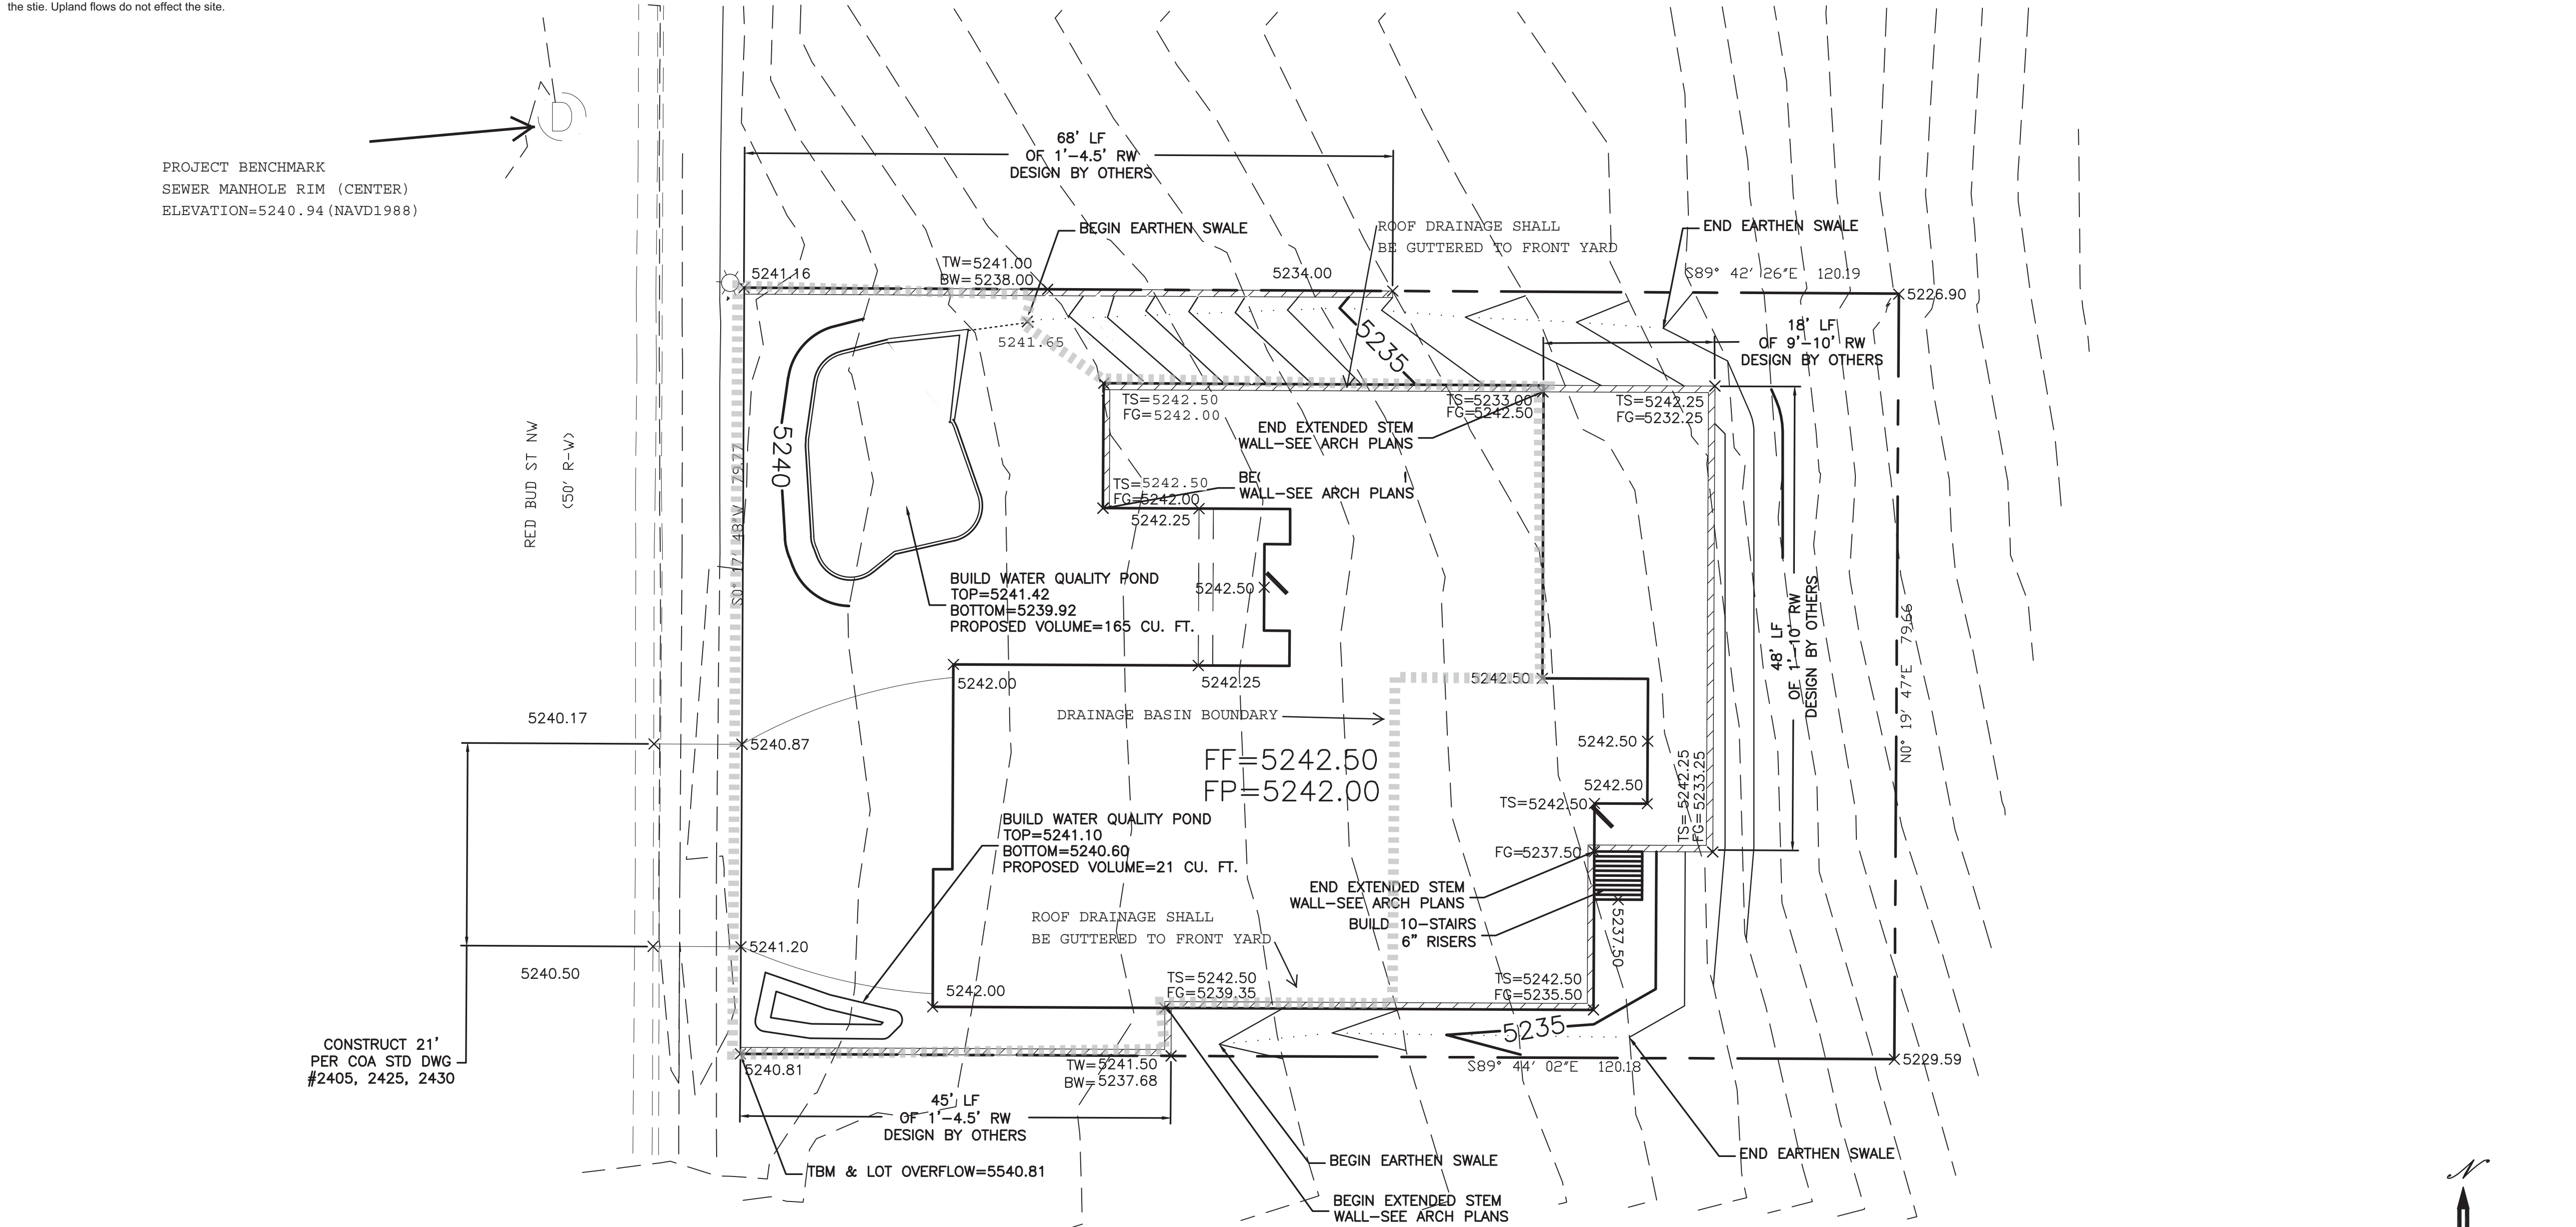 the stie. Upland flows do not effect the site.
D
PROJECT BENCHMARK
SEWER MANHOLE RIM (CENTER)
ELEVATION=5240.94(NAVD1988)
68' LF
OF 1'-4.5' RW
DESIGN BY OTHERS
BEGIN EARTHEN SWALE
ROOF DRAINAGE SHALL
BE GUTTERED TO FRONT YARD
END EARTHEN SWALE
5241.16
TW=5241.00
BW=5238.00
5234.00
S89° 42' 26"E 120.19
5226.90
5241.65
5235
18' LF
OF 9'-10' RW
DESIGN BY OTHERS
TS=5242.50
FG=5242.00
TS=5233.00
FG=5242.50
TS=5242.25
FG=5232.25
END EXTENDED STEM
WALL-SEE ARCH PLANS
5240
RED BUD ST NW
(50' R-W)
S0° 17' 48"W 79.77
TS=5242.50
FG=5242.00
BE
WALL-SEE ARCH PLANS
5242.25
BUILD WATER QUALITY POND
TOP=5241.42
BOTTOM=5239.92
PROPOSED VOLUME=165 CU. FT.
5242.50
48' LF
OF 1'-10' RW
DESIGN BY OTHERS
N0° 19' 47"E 79.66
5242.00
5242.25
5242.50
5240.17
5240.87
DRAINAGE BASIN BOUNDARY
FF=5242.50
FP=5242.00
5242.50
5242.50
TS=5242.50
TS=5242.25
FG=5233.25
BUILD WATER QUALITY POND
TOP=5241.10
BOTTOM=5240.60
PROPOSED VOLUME=21 CU. FT.
FG=5237.50
END EXTENDED STEM
WALL-SEE ARCH PLANS
BUILD 10-STAIRS
6" RISERS
5237.50
ROOF DRAINAGE SHALL
BE GUTTERED TO FRONT YARD
5241.20
5240.50
5242.00
TS=5242.50
FG=5239.35
TS=5242.50
FG=5235.50
5235
CONSTRUCT 21'
PER COA STD DWG
#2405, 2425, 2430
5240.81
TW=5241.50
BW=5237.68
S89° 44' 02"E 120.18
5229.59
45' LF
OF 1'-4.5' RW
DESIGN BY OTHERS
TBM & LOT OVERFLOW=5540.81
BEGIN EARTHEN SWALE
END EARTHEN SWALE
BEGIN EXTENDED STEM
WALL-SEE ARCH PLANS
N